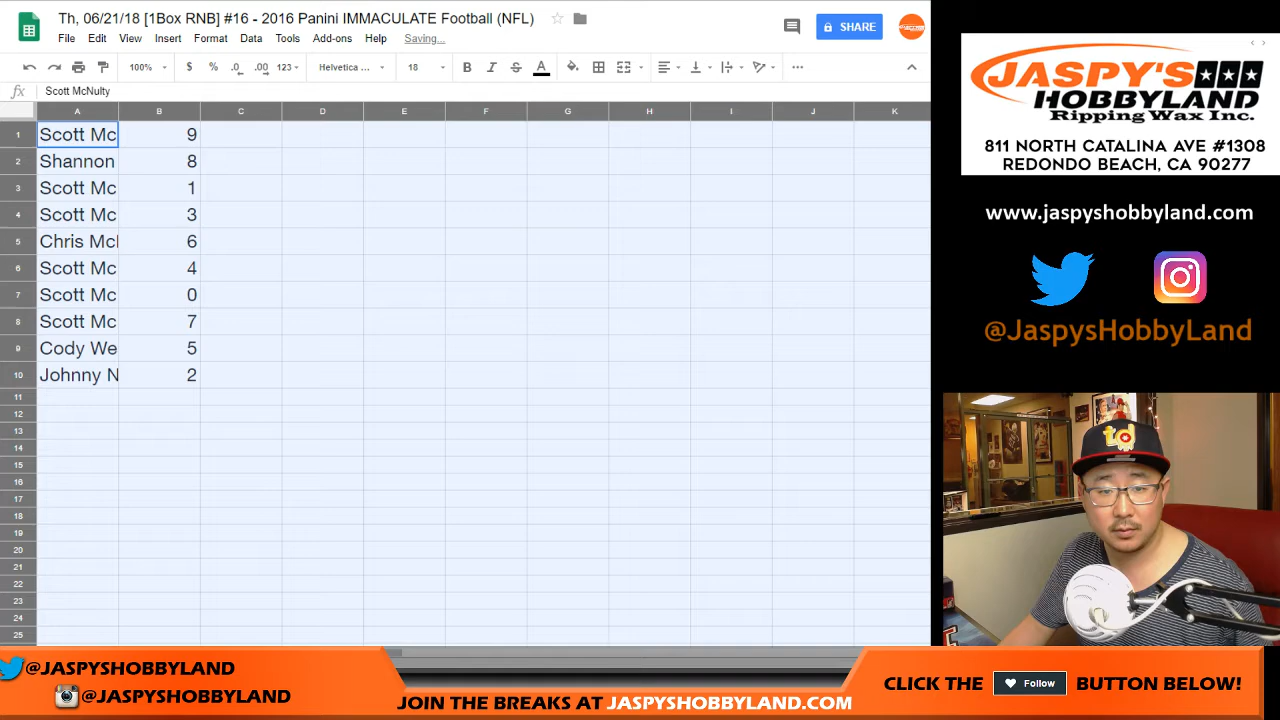 Th, 06/21/18 [1Box RNB] #16 - 2016 Panini IMMACULATE Football (NFL)
File Edit View Insert Format Data Tools Add-ons Help Saving...
SHARE
100% $ % .0 .00 123 Helvetica ... 18 B I S A
fx Scott McNulty
A B C D E F G H I J K
1 Scott Mc 9
2 Shannon 8
3 Scott Mc 1
4 Scott Mc 3
5 Chris Mc 6
6 Scott Mc 4
7 Scott Mc 0
8 Scott Mc 7
9 Cody We 5
10 Johnny N 2
11
12
13
14
15
16
17
18
19
20
21
22
23
24
25
JASPY'S
HOBBYLAND
Ripping Wax Inc.
811 NORTH CATALINA AVE #1308
REDONDO BEACH, CA 90277
www.jaspyshobbyland.com
@JaspysHobbyLand
td
@JASPYSHOBBYLAND
@JASPYSHOBBYLAND
JOIN THE BREAKS AT JASPYSHOBBYLAND.COM
CLICK THE Follow BUTTON BELOW!